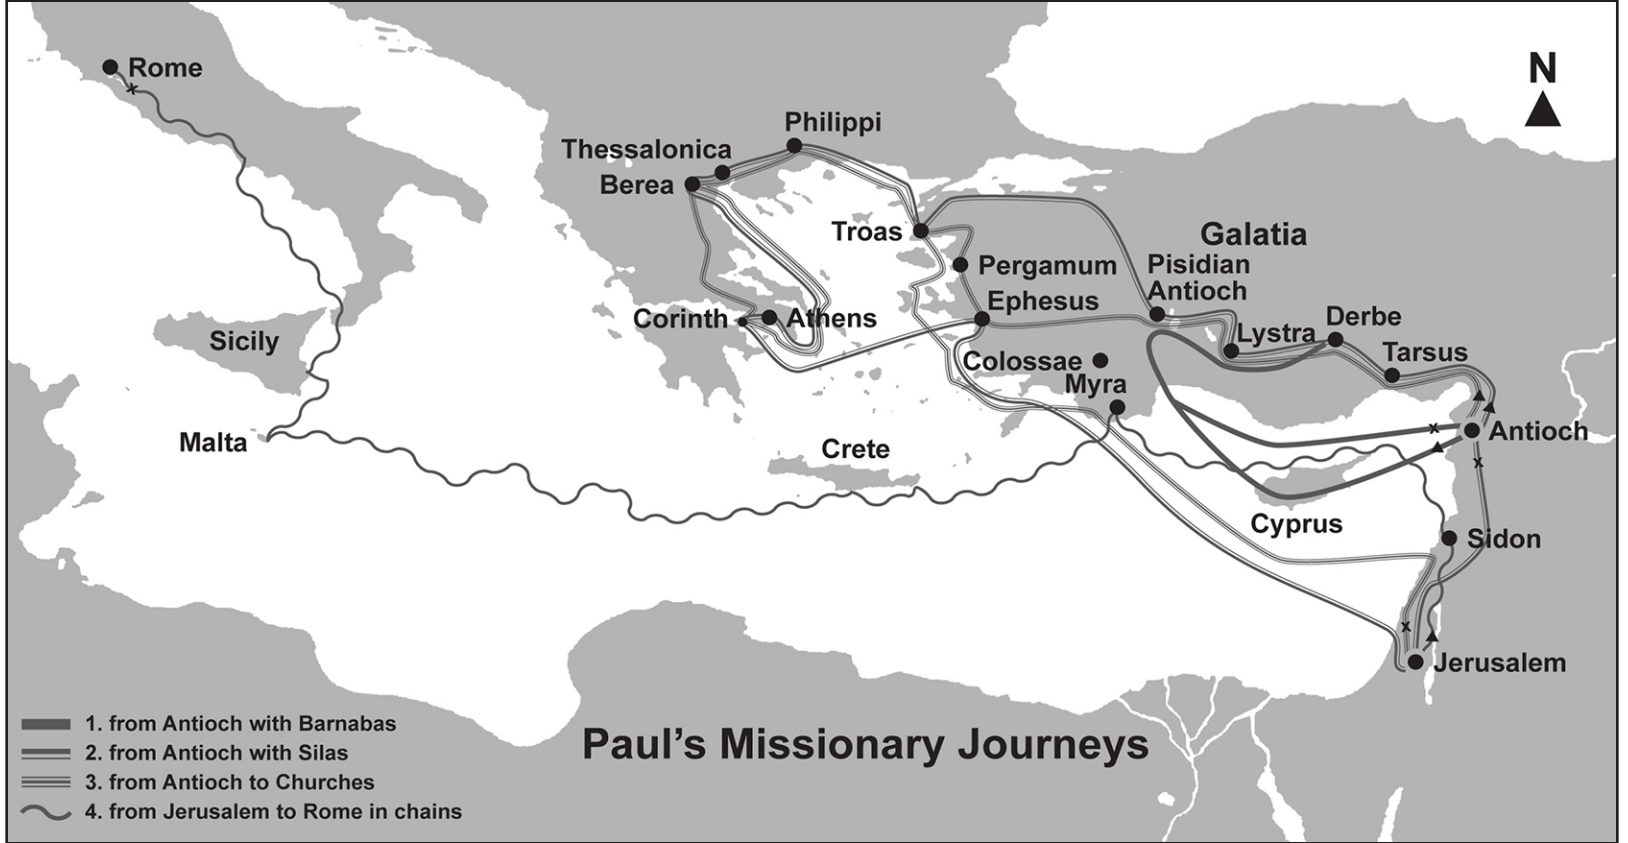 N
Rome
Philippi
Thessalonica
Berea
Troas
Galatia
Pergamum
Pisidian
Antioch
Ephesus
Corinth
Athens
Derbe
Lystra
Sicily
Colossae
Tarsus
Myra
Antioch
Malta
Crete
Cyprus
Sidon
Jerusalem
1. from Antioch with Barnabas
2. from Antioch with Silas
3. from Antioch to Churches
4. from Jerusalem to Rome in chains
Paul’s Missionary Journeys